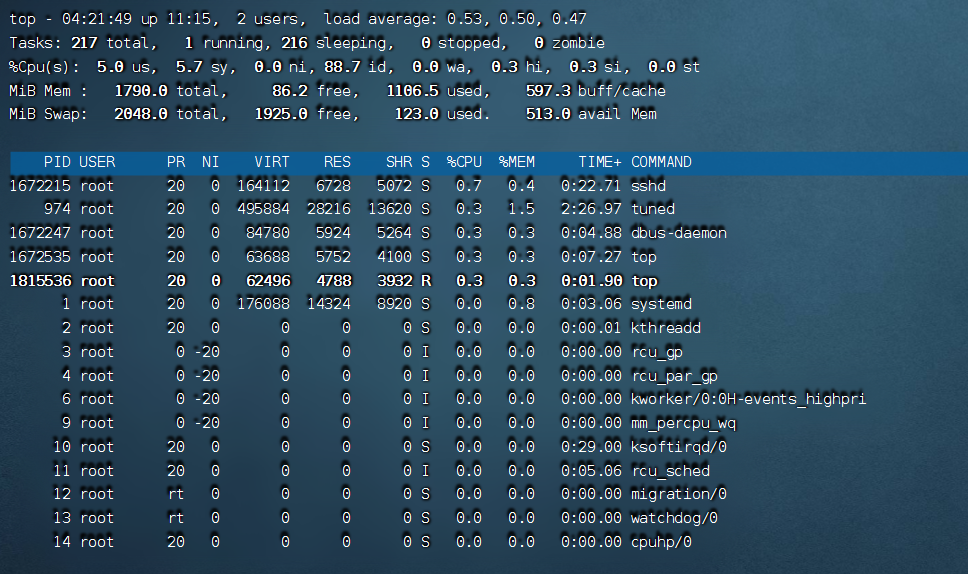 top - 04:21:49 up 11:15,  2 users,  load average: 0.53, 0.50, 0.47
Tasks: 217 total,   1 running, 216 sleeping,   0 stopped,   0 zombie
%Cpu(s):  5.0 us,  5.7 sy,  0.0 ni, 88.7 id,  0.0 wa,  0.3 hi,  0.3 si,  0.0 st
MiB Mem :   1790.0 total,     86.2 free,   1106.5 used,    597.3 buff/cache
MiB Swap:   2048.0 total,   1925.0 free,    123.0 used.    513.0 avail Mem
PID USER      PR  NI    VIRT    RES    SHR S  %CPU  %MEM     TIME+ COMMAND
1672215 root      20   0  164112   6728   5072 S   0.7   0.4   0:22.71 sshd
974 root      20   0  495884  28216  13620 S   0.3   1.5   2:26.97 tuned
1672247 root      20   0   84780   5924   5264 S   0.3   0.3   0:04.88 dbus-daemon
1672535 root      20   0   63688   5752   4100 S   0.3   0.3   0:07.27 top
1815536 root      20   0   62496   4788   3932 R   0.3   0.3   0:01.90 top
1 root      20   0  176088  14324   8920 S   0.0   0.8   0:03.06 systemd
2 root      20   0       0      0      0 S   0.0   0.0   0:00.01 kthreadd
3 root       0 -20       0      0      0 I   0.0   0.0   0:00.00 rcu_gp
4 root       0 -20       0      0      0 I   0.0   0.0   0:00.00 rcu_par_gp
6 root       0 -20       0      0      0 I   0.0   0.0   0:00.00 kworker/0:0H-events_highpri
9 root       0 -20       0      0      0 I   0.0   0.0   0:00.00 mm_percpu_wq
10 root      20   0       0      0      0 S   0.0   0.0   0:29.00 ksoftirqd/0
11 root      20   0       0      0      0 I   0.0   0.0   0:05.06 rcu_sched
12 root      rt   0       0      0      0 S   0.0   0.0   0:00.00 migration/0
13 root      rt   0       0      0      0 S   0.0   0.0   0:00.00 watchdog/0
14 root      20   0       0      0      0 S   0.0   0.0   0:00.00 cpuhp/0